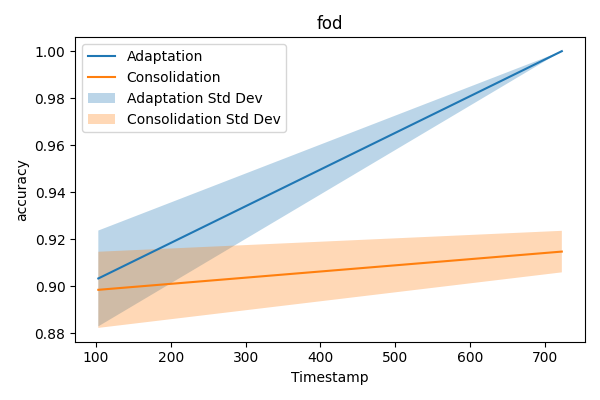 fod
Adaptation
Consolidation
Adaptation Std Dev
Consolidation Std Dev
accuracy
1.00
0.98
0.96
0.94
0.92
0.90
0.88
100 200 300 400 500 600 700
Timestamp